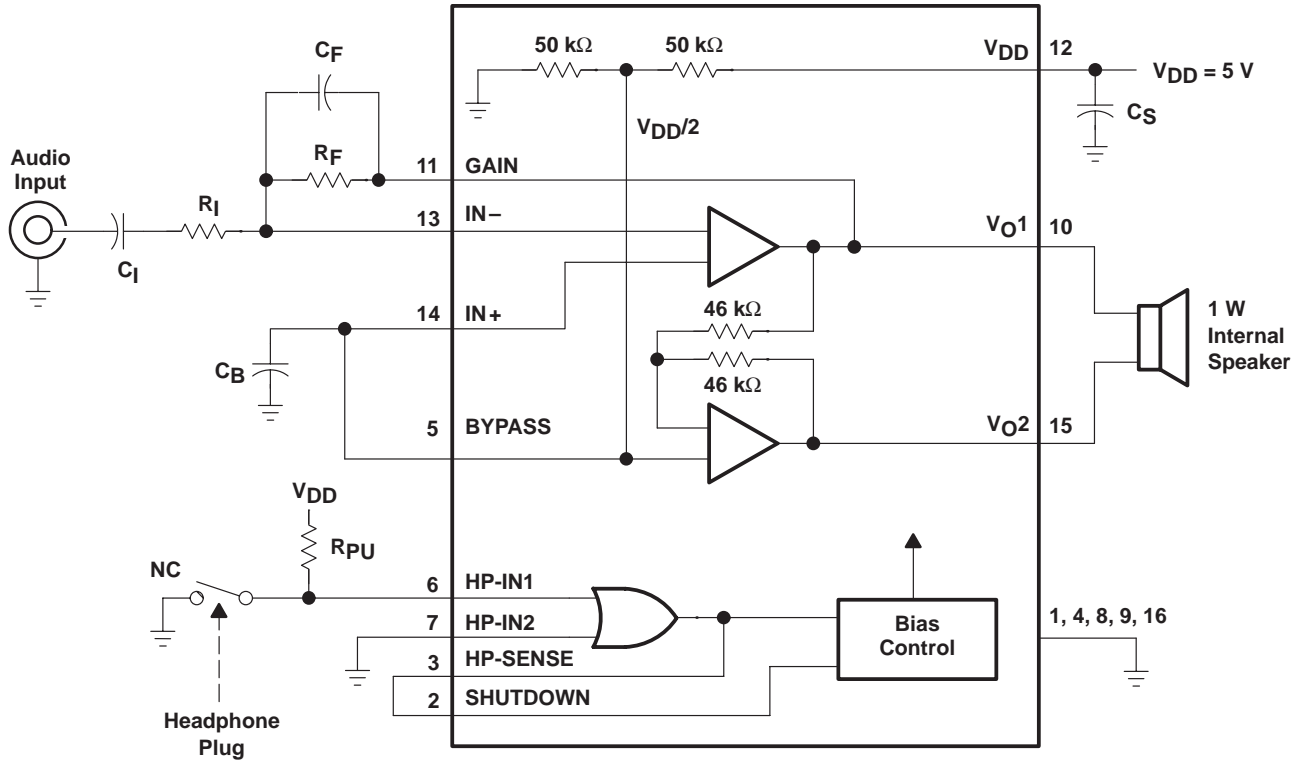 50 kΩ
50 kΩ
VDD
12
VDD = 5 V
CS
VDD/2
CF
RF
11
GAIN
Audio
Input
RI
CI
13
IN−
VO1
10
14
IN+
46 kΩ
46 kΩ
1 W
Internal
Speaker
CB
5
BYPASS
VO2
15
VDD
RPU
NC
6
HP-IN1
7
HP-IN2
3
HP-SENSE
2
SHUTDOWN
Bias
Control
1, 4, 8, 9, 16
Headphone
Plug